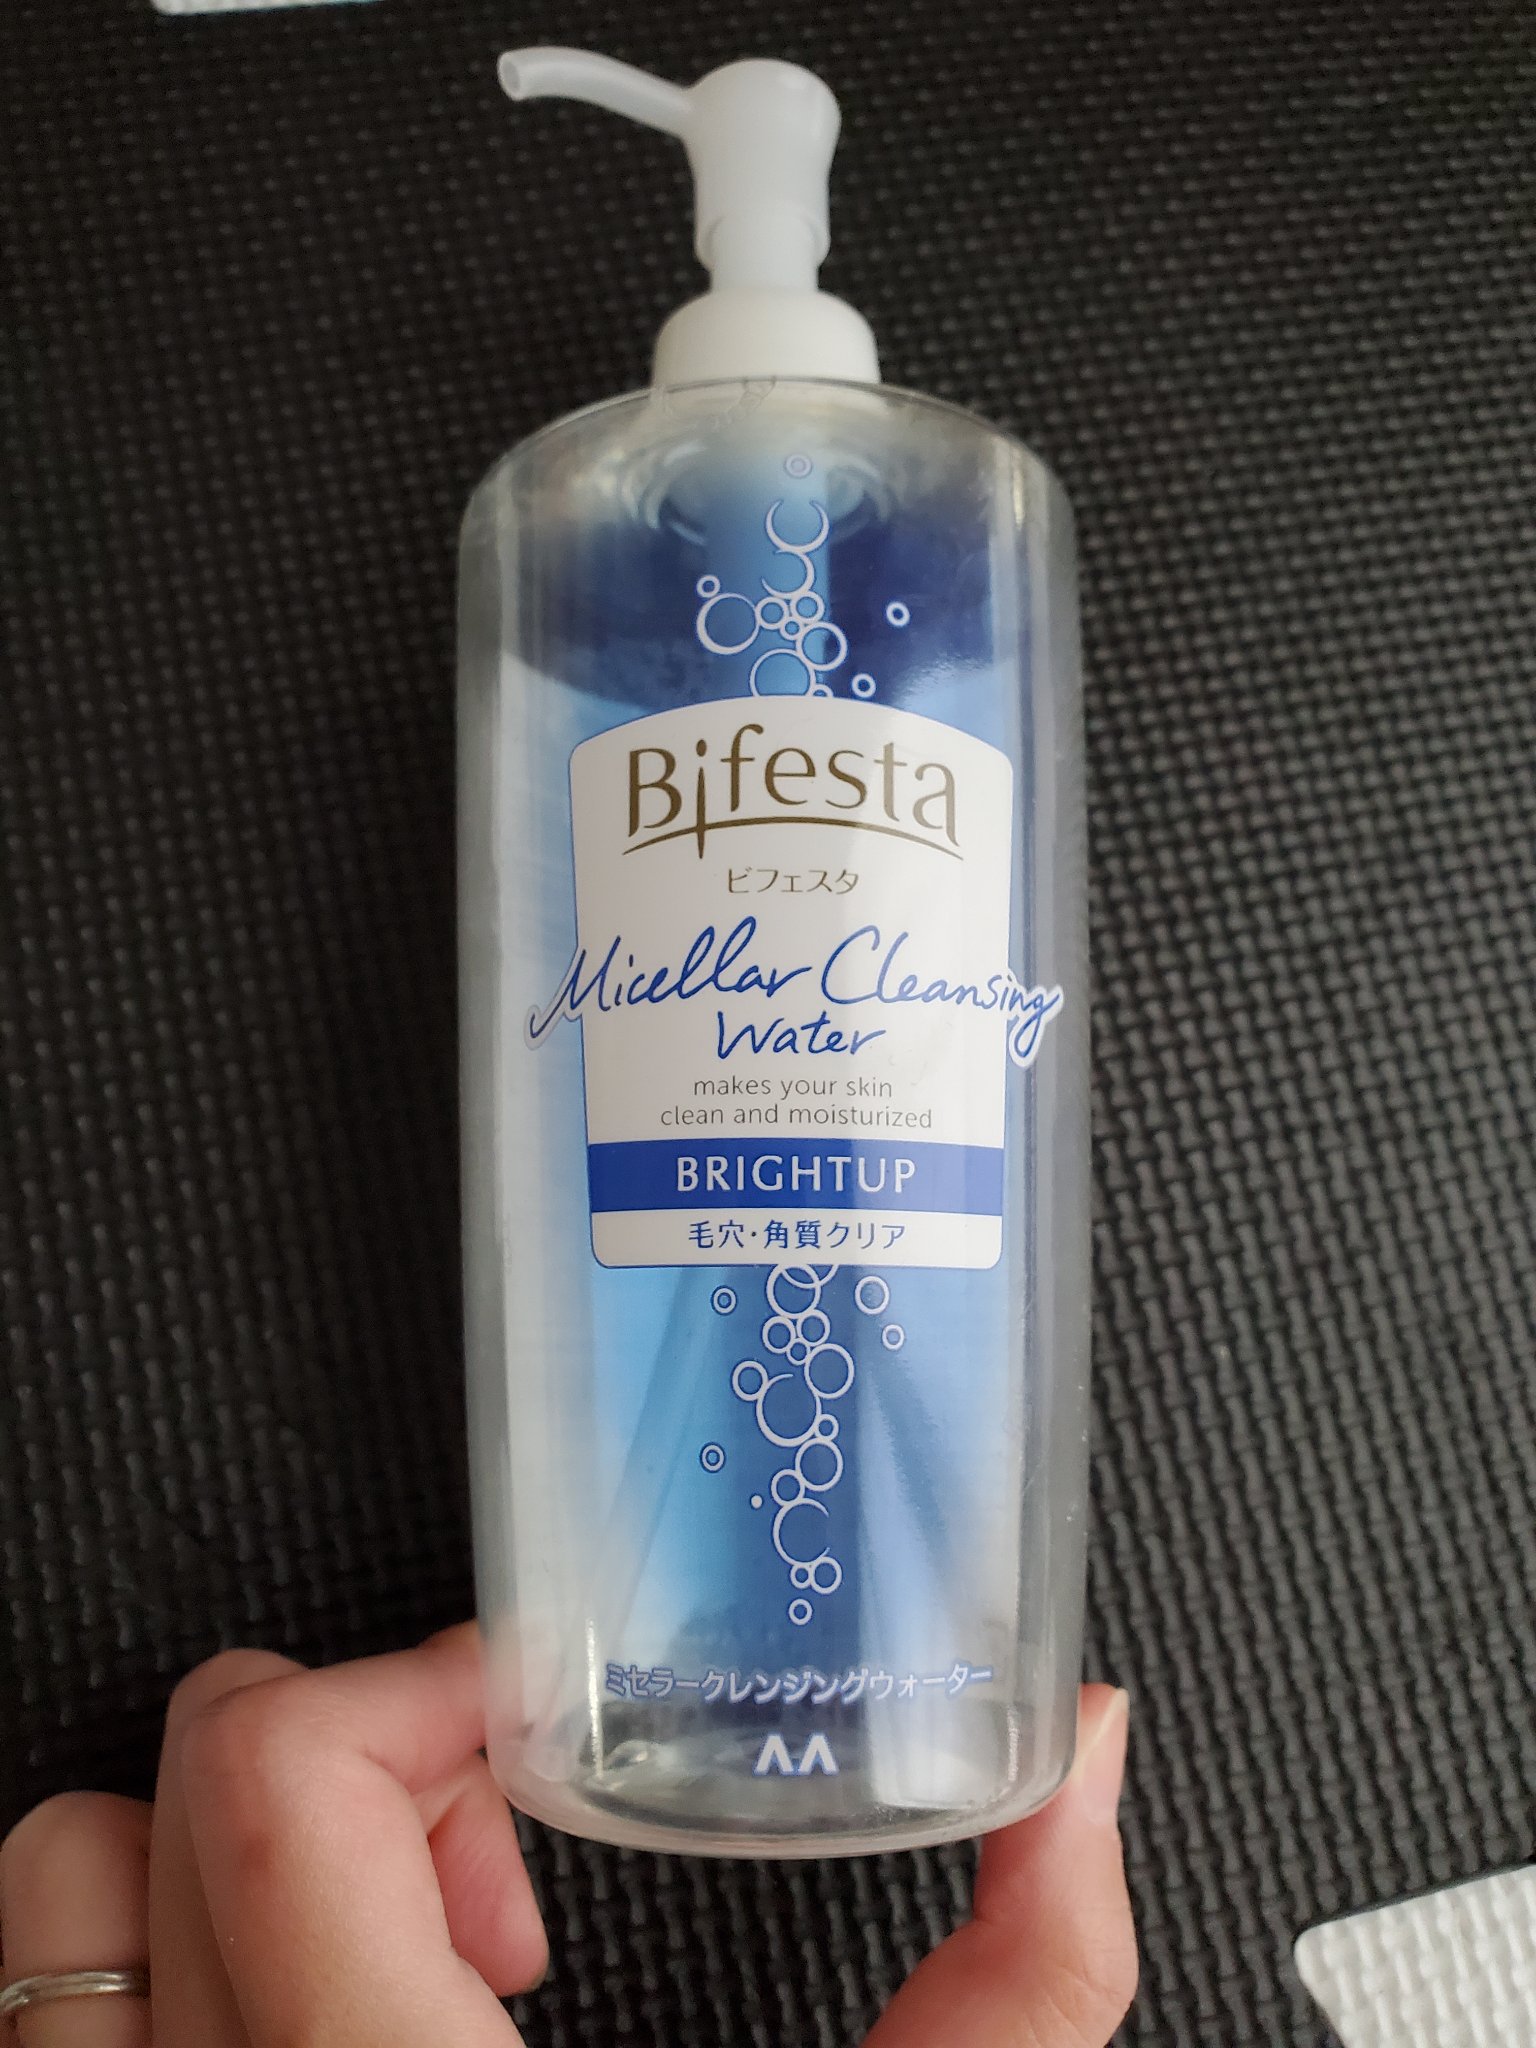 Bifesta
ビフェスタ
Micellar Cleansing
Water
makes your skin
clean and moisturized
BRIGHTUP
毛穴・角質クリア
ミセラークレンジングウォーター